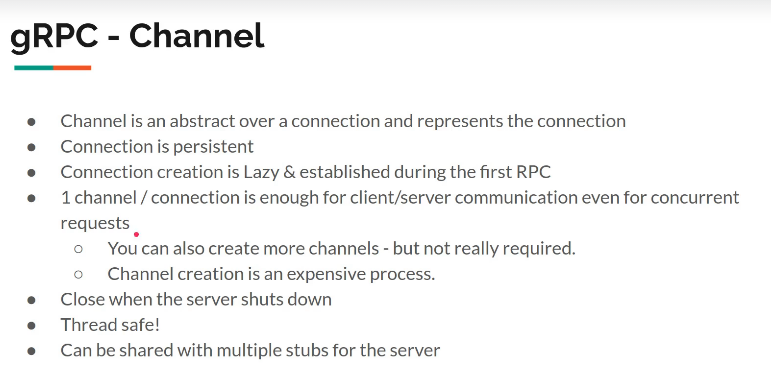 gRPC - Channel
● Channel is an abstract over a connection and represents the connection
● Connection is persistent
● Connection creation is Lazy & established during the first RPC
● 1 channel / connection is enough for client/server communication even for concurrent
requests
○ You can also create more channels - but not really required.
○ Channel creation is an expensive process.
● Close when the server shuts down
● Thread safe!
● Can be shared with multiple stubs for the server